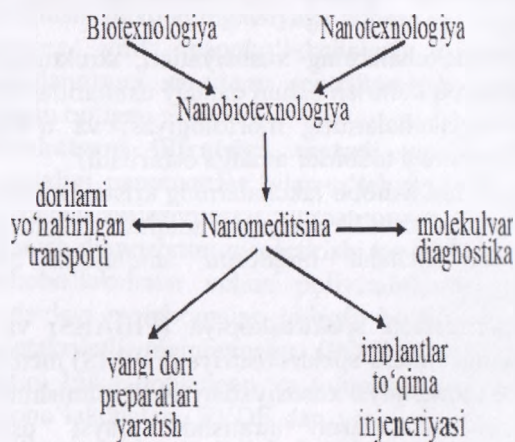 Biotexnologiya Nanotexnologiya
Nanobiotexnologiya
dorilarni
yo‘naltirilgan
transporti
Nanomeditsina
molekulyar
diagnostika
yangi dori
preparatlari
yaratish
implantlar
to‘qima
injeneriyasi